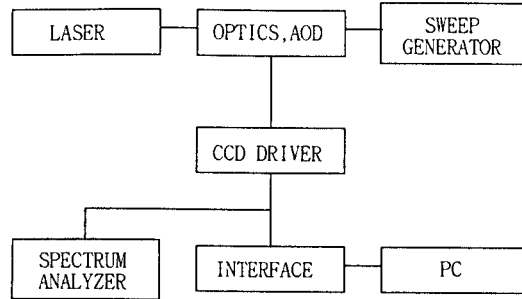 LASER
OPTICS, AOD
SWEEP
GENERATOR
CCD DRIVER
SPECTRUM
ANALYZER
INTERFACE
PC